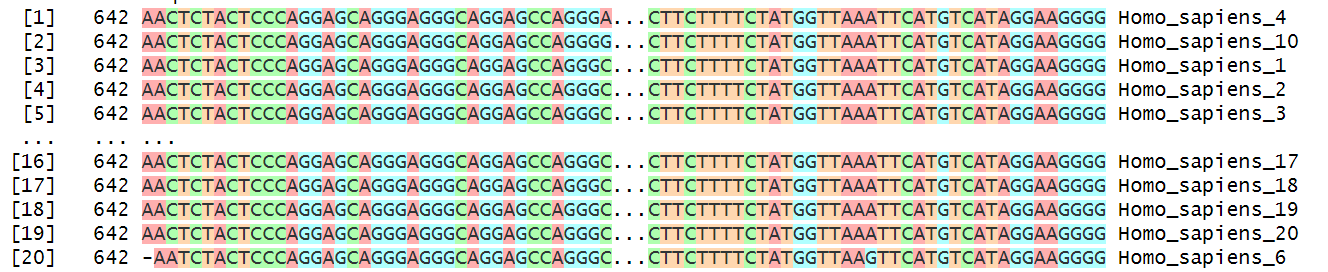 [1] 642 AACTCTACTCCCAGGAGCAGGGAGGGCAGGAGCCAGGGA...CTTCTTTTCTATGGTTAAATTCATGTCATAGGAAGGGG Homo_sapiens_4
[2] 642 AACTCTACTCCCAGGAGCAGGGAGGGCAGGAGCCAGGGG...CTTCTTTTCTATGGTTAAATTCATGTCATAGGAAGGGG Homo_sapiens_10
[3] 642 AACTCTACTCCCAGGAGCAGGGAGGGCAGGAGCCAGGGC...CTTCTTTTCTATGGTTAAATTCATGTCATAGGAAGGGG Homo_sapiens_1
[4] 642 AACTCTACTCCCAGGAGCAGGGAGGGCAGGAGCCAGGGC...CTTCTTTTCTATGGTTAAATTCATGTCATAGGAAGGGG Homo_sapiens_2
[5] 642 AACTCTACTCCCAGGAGCAGGGAGGGCAGGAGCCAGGGC...CTTCTTTTCTATGGTTAAATTCATGTCATAGGAAGGGG Homo_sapiens_3
... ... ...
[16] 642 AACTCTACTCCCAGGAGCAGGGAGGGCAGGAGCCAGGGC...CTTCTTTTCTATGGTTAAATTCATGTCATAGGAAGGGG Homo_sapiens_17
[17] 642 AACTCTACTCCCAGGAGCAGGGAGGGCAGGAGCCAGGGC...CTTCTTTTCTATGGTTAAATTCATGTCATAGGAAGGGG Homo_sapiens_18
[18] 642 AACTCTACTCCCAGGAGCAGGGAGGGCAGGAGCCAGGGC...CTTCTTTTCTATGGTTAAATTCATGTCATAGGAAGGGG Homo_sapiens_19
[19] 642 AACTCTACTCCCAGGAGCAGGGAGGGCAGGAGCCAGGGC...CTTCTTTTCTATGGTTAAATTCATGTCATAGGAAGGGG Homo_sapiens_20
[20] 642 -AATCTACTCCCAGGAGCAGGGAGGGCAGGAGCCAGGGC...CTTCTTTTCTATGGTTAAGTTCATGTCATAGGAAGGGG Homo_sapiens_6